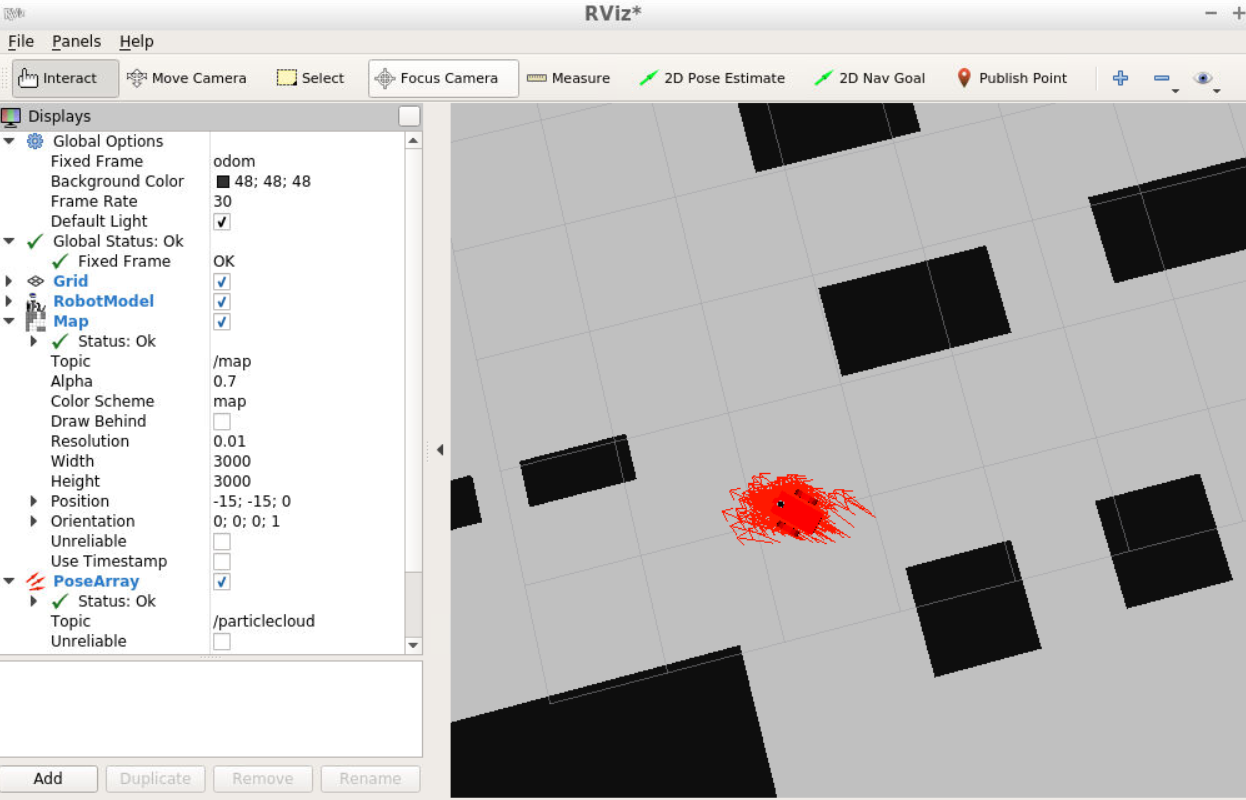 RViz*
File Panels Help
Interact Move Camera Select Focus Camera Measure 2D Pose Estimate 2D Nav Goal Publish Point
Displays
Global Options
Fixed Frame odom
Background Color 48; 48; 48
Frame Rate 30
Default Light
Global Status: Ok
Fixed Frame OK
Grid
RobotModel
Map
Status: Ok
Topic /map
Alpha 0.7
Color Scheme map
Draw Behind
Resolution 0.01
Width 3000
Height 3000
Position -15; -15; 0
Orientation 0; 0; 0; 1
Unreliable
Use Timestamp
PoseArray
Status: Ok
Topic /particlecloud
Unreliable
Add Duplicate Remove Rename